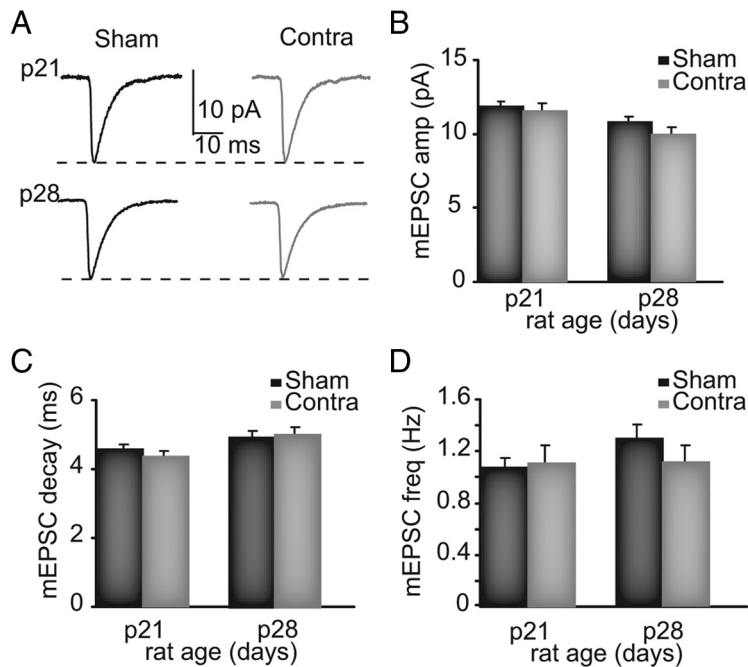 A
Sham
Contra
p21
10 pA
10 ms
p28
B
Sham
Contra
mEPSC amp (pA)
15
10
5
0
p21
p28
rat age (days)
C
Sham
Contra
mEPSC decay (ms)
6
4
2
0
p21
p28
rat age (days)
D
Sham
Contra
mEPSC freq (Hz)
1.6
1.2
0.8
0.4
0
p21
p28
rat age (days)